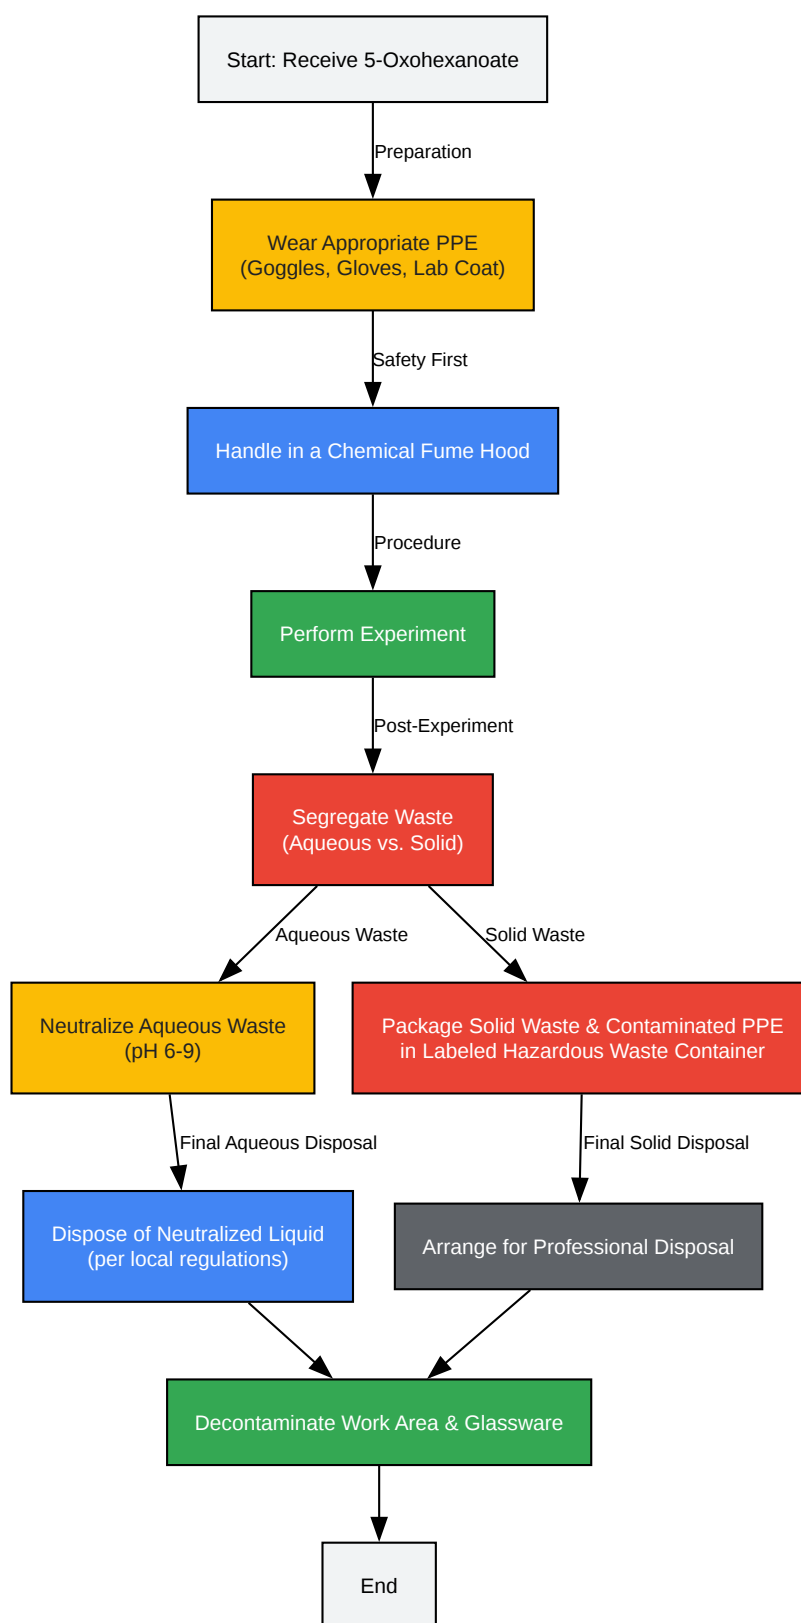 Start: Receive 5-Oxohexanoate
Preparation
Wear Appropriate PPE
(Goggles, Gloves, Lab Coat)
Safety First
Handle in a Chemical Fume Hood
Procedure
Perform Experiment
Post-Experiment
Segregate Waste
(Aqueous vs. Solid)
Aqueous Waste
Solid Waste
Neutralize Aqueous Waste
(pH 6-9)
Package Solid Waste & Contaminated PPE
in Labeled Hazardous Waste Container
Final Aqueous Disposal
Final Solid Disposal
Dispose of Neutralized Liquid
(per local regulations)
Arrange for Professional Disposal
Decontaminate Work Area & Glassware
End